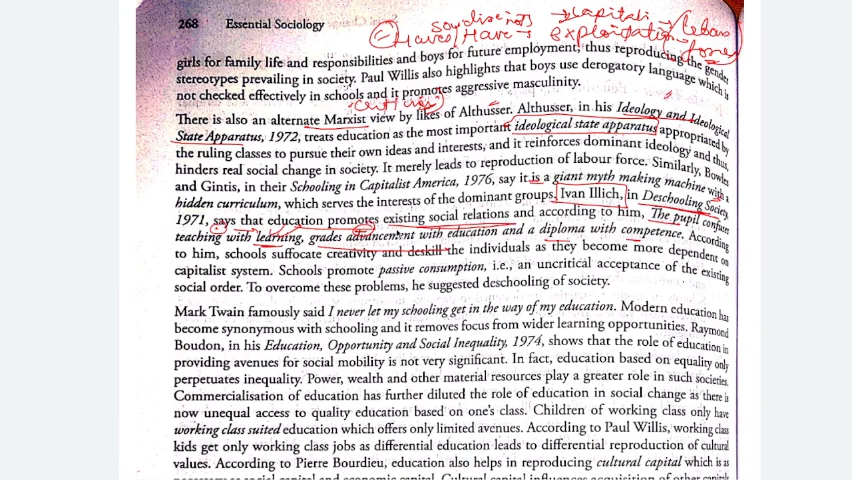 268 Essential Sociology
socialise capitali labour
Haves/Have exploitation force
girls for family life and responsibilities and boys for future employment, thus reproducing the gender
stereotypes prevailing in society. Paul Willis also highlights that boys use derogatory language which is
not checked effectively in schools and it promotes aggressive masculinity.
There is also an alternate Marxist view by likes of Althusser. Althusser, in his Ideology and Ideological
State Apparatus, 1972, treats education as the most important ideological state apparatus appropriated by
the ruling classes to pursue their own ideas and interests, and it reinforces dominant ideology and thus,
hinders real social change in society. It merely leads to reproduction of labour force. Similarly, Bowles
and Gintis, in their Schooling in Capitalist America, 1976, say it is a giant myth making machine with a
hidden curriculum, which serves the interests of the dominant groups. Ivan Illich, in Deschooling Society,
1971, says that education promotes existing social relations and according to him, The pupil confuses
teaching with learning, grades advancement with education and a diploma with competence. According
to him, schools suffocate creativity and deskill the individuals as they become more dependent on
capitalist system. Schools promote passive consumption, i.e., an uncritical acceptance of the existing
social order. To overcome these problems, he suggested deschooling of society.
Mark Twain famously said I never let my schooling get in the way of my education. Modern education has
become synonymous with schooling and it removes focus from wider learning opportunities. Raymond
Boudon, in his Education, Opportunity and Social Inequality, 1974, shows that the role of education in
providing avenues for social mobility is not very significant. In fact, education based on equality only
perpetuates inequality. Power, wealth and other material resources play a greater role in such societies.
Commercialisation of education has further diluted the role of education in social change as there is
now unequal access to quality education based on one's class. Children of working class only have
working class suited education which offers only limited avenues. According to Paul Willis, working class
kids get only working class jobs as differential education leads to differential reproduction of cultural
values. According to Pierre Bourdieu, education also helps in reproducing cultural capital which is as